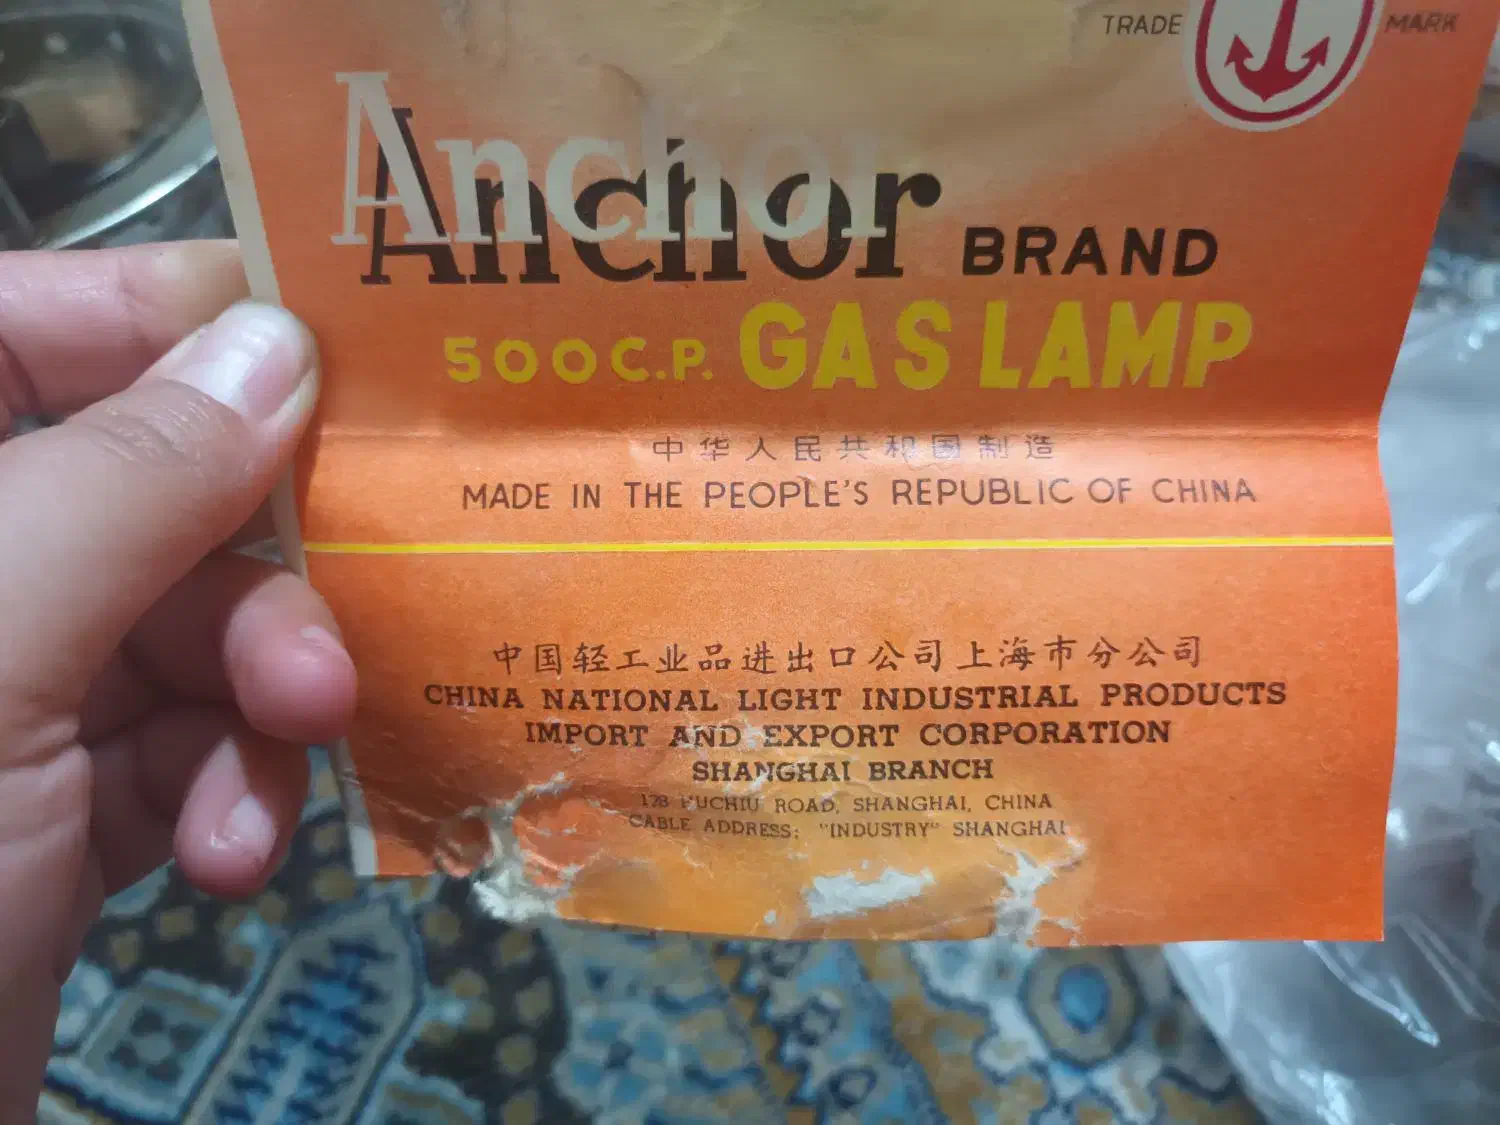 TRADE MARK
Anchor BRAND
500 C.P. GAS LAMP
中华人民共和国制造
MADE IN THE PEOPLE'S REPUBLIC OF CHINA
中国轻工业品进出口公司上海市分公司
CHINA NATIONAL LIGHT INDUSTRIAL PRODUCTS
IMPORT AND EXPORT CORPORATION
SHANGHAI BRANCH
ROAD, SHANGHAI, CHINA
CABLE ADDRESS: "INDUSTRY" SHANGHAI